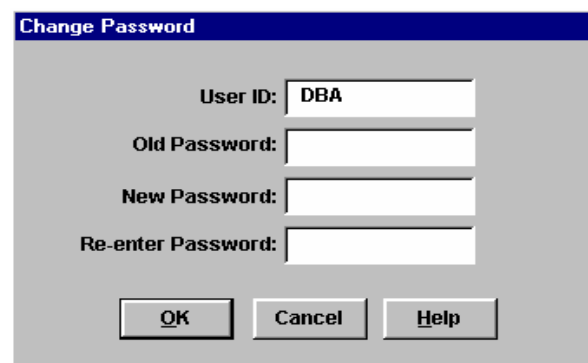 Change Password
User ID: DBA
Old Password:
New Password:
Re-enter Password:
OK Cancel Help